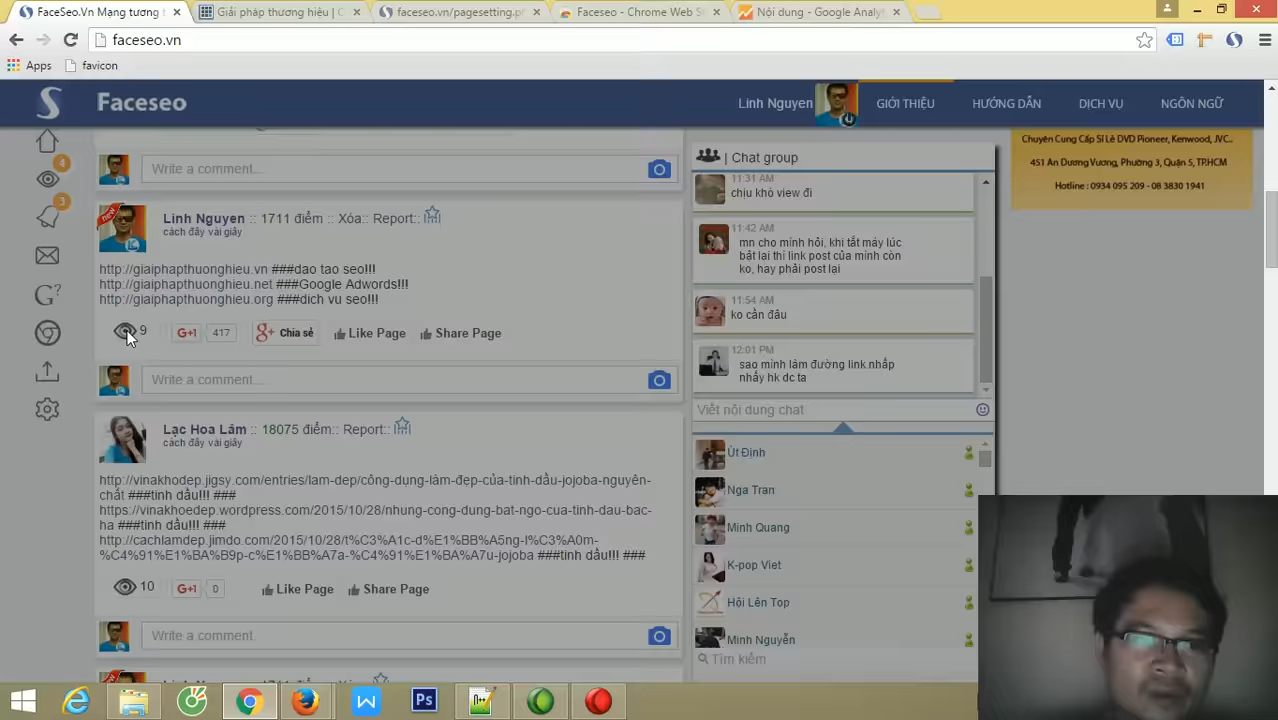 FaceSeo.Vn Mạng tương t
Giải pháp thương hiệu | C
faceseo.vn/pagesetting.pr
Faceseo - Chrome Web S
Nội dung - Google Analyt
faceseo.vn
Apps
favicon
S
Faceseo
Linh Nguyen
GIỚI THIỆU
HƯỚNG DẪN
DỊCH VỤ
NGÔN NGỮ
4
3
G?
Write a comment....
Linh Nguyen :: 1711 điểm :: Xóa:: Report::
cách đây vài giây
http://giaiphapthuonghieu.vn ###dao tao seo!!!
http://giaiphapthuonghieu.net ###Google Adwords!!!
http://giaiphapthuonghieu.org ###dich vu seo!!!
9
G+1
417
Chia sẻ
Like Page
Share Page
Write a comment....
Lạc Hoa Lâm :: 18075 điểm:: Report::
cách đây vài giây
http://vinakhodep.jigsy.com/entries/lam-dep/công-dụng-làm-đẹp-của-tinh-dầu-jojoba-nguyên-
chất ###tinh dầu!!! ###
https://vinakhoedep.wordpress.com/2015/10/28/nhung-cong-dung-bat-ngo-cua-tinh-dau-bac-
ha ###tinh dầu!!! ###
http://cachlamdep.jimdo.com/2015/10/28/t%C3%A1c-d%E1%BB%A5ng-l%C3%A0m-
%C4%91%E1%BA%B9p-c%E1%BB%A7a-%C4%91%E1%BA%A7u-jojoba ###tinh dầu!!! ###
10
G+1
0
Like Page
Share Page
Write a comment.
| Chat group
11:31 AM
chịu khó view đi
11:42 AM
mn cho mình hỏi, khi tắt máy lúc
bật lại thì link post của mình còn
ko, hay phải post lại
11:54 AM
ko cần đâu
12:01 PM
sao mình làm đường link nhấp
nháy hk dc ta
Viết nội dung chat
Út Định
Nga Tran
Minh Quang
K-pop Viet
Hôi Lên Top
Minh Nguyễn
Tìm kiếm
Chuyên Cung Cấp Sỉ Lẻ DVD Pioneer, Kenwood, JVC..
451 An Dương Vương, Phường 3, Quận 5, TP.HCM
Hotline : 0934 095 209 - 08 3830 1941
Ps